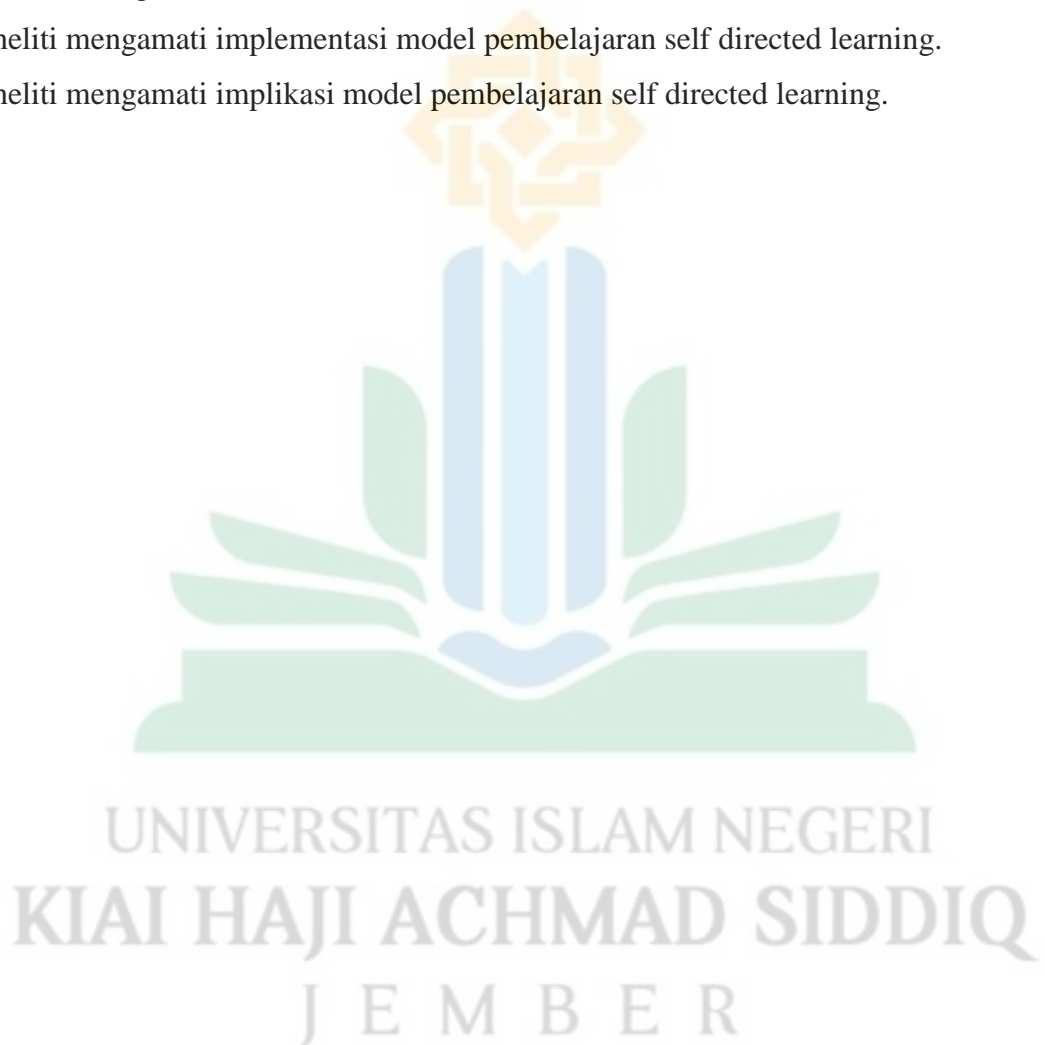 neliti mengamati implementasi model pembelajaran self directed learning.
neliti mengamati implikasi model pembelajaran self directed learning.
UNIVERSITAS ISLAM NEGERI
KIAI HAJI ACHMAD SIDDIQ
JEMBER